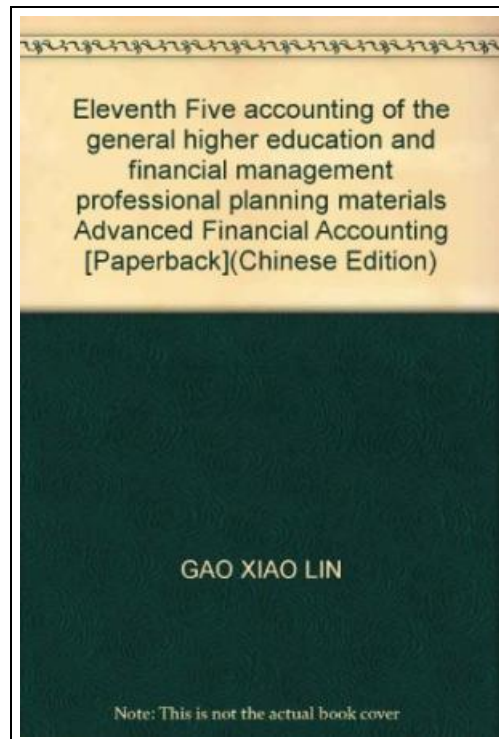 Eleventh Five accounting of the
general higher education and
financial management
professional planning materials
Advanced Financial Accounting
[Paperback](Chinese Edition)
GAO XIAO LIN
Note: This is not the actual book cover